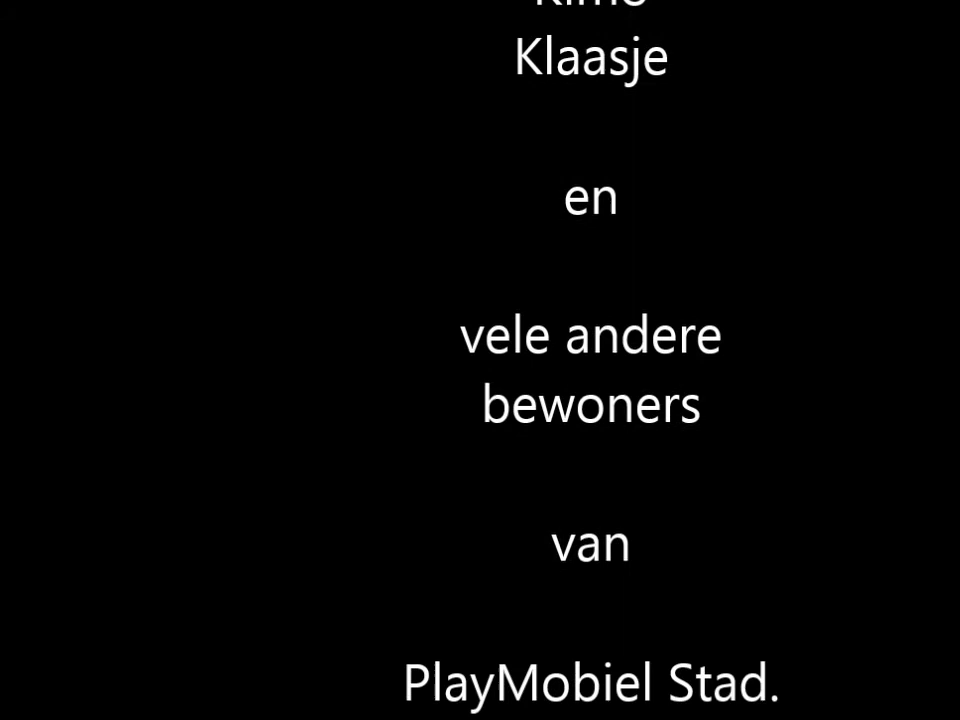 Klaasje
en
vele andere
bewoners
van
PlayMobiel Stad.